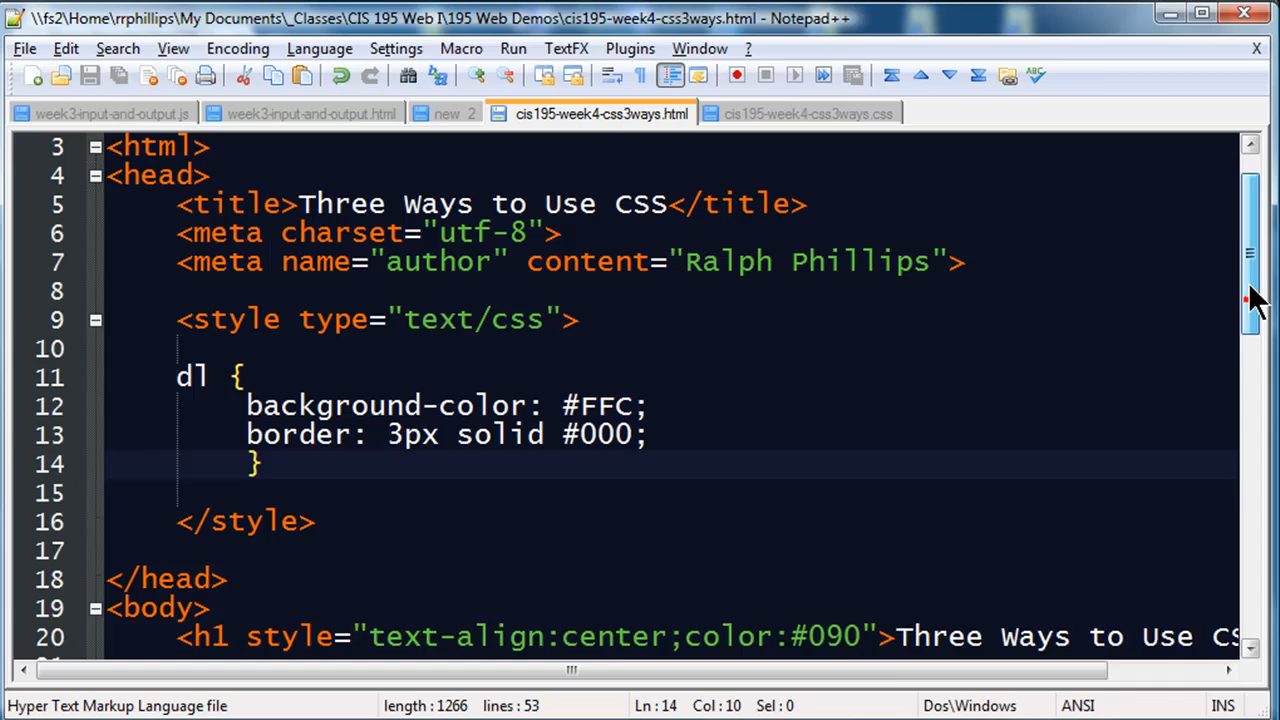 \\fs2\Home\rrphillips\My Documents\_Classes\CIS 195 Web I\195 Web Demos\cis195-week4-css3ways.html - Notepad++
File Edit Search View Encoding Language Settings Macro Run TextFX Plugins Window ? X
week3-input-and-output.js week3-input-and-output.html new 2 cis195-week4-css3ways.html cis195-week4-css3ways.css
3 <html>
4 <head>
5 <title>Three Ways to Use CSS</title>
6 <meta charset="utf-8">
7 <meta name="author" content="Ralph Phillips">
8
9 <style type="text/css">
10
11 dl {
12 background-color: #FFC;
13 border: 3px solid #000;
14 }
15
16 </style>
17
18 </head>
19 <body>
20 <h1 style="text-align:center;color:#090">Three Ways to Use CS
Hyper Text Markup Language file length : 1266 lines : 53 Ln : 14 Col : 10 Sel : 0 Dos\Windows ANSI INS